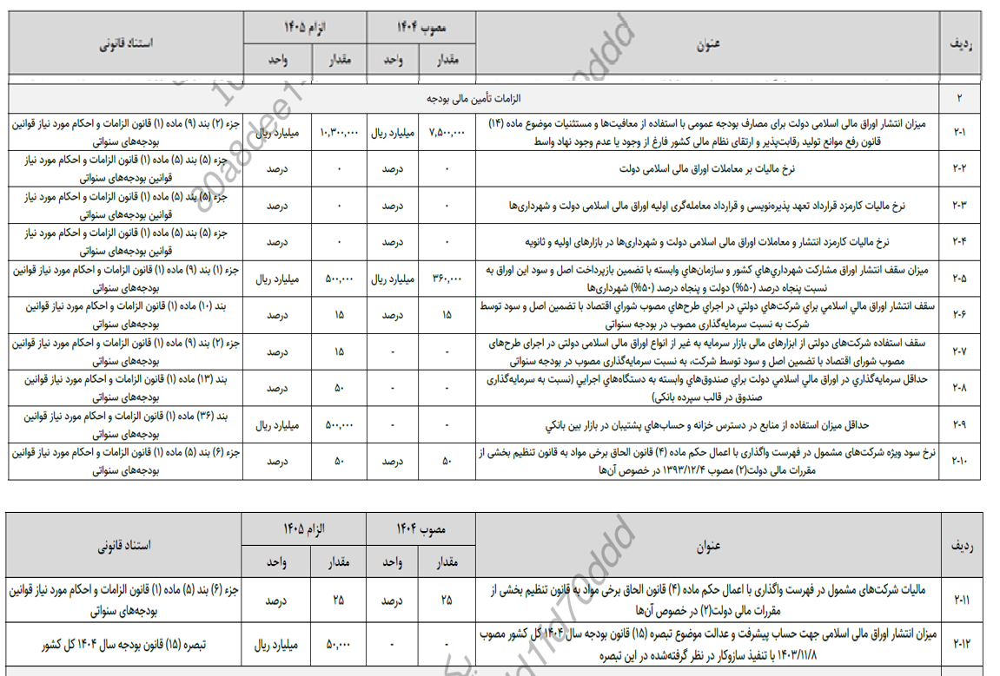 ردیف
عنوان
مصوب ۱۴۰۴
الزام ۱۴۰۵
استناد قانونی
مقدار
واحد
مقدار
واحد
۲
الزامات تأمین مالی بودجه
۲-۱
میزان انتشار اوراق مالی اسلامی دولت برای مصارف بودجه عمومی با استفاده از معافیت‌ها و مستثنیات موضوع ماده (۱۴)
قانون رفع موانع تولید رقابت‌پذیر و ارتقای نظام مالی کشور فارغ از وجود یا عدم وجود نهاد واسط
۷,۵۰۰,۰۰۰
میلیارد ریال
۱۰,۳۰۰,۰۰۰
میلیارد ریال
جزء (۲) بند (۹) ماده (۱) قانون الزامات و احکام مورد نیاز قوانین
بودجه‌های سنواتی
۲-۲
نرخ مالیات بر معاملات اوراق مالی اسلامی دولت
۰
درصد
۰
درصد
جزء (۵) بند (۵) ماده (۱) قانون الزامات و احکام مورد نیاز
قوانین بودجه‌های سنواتی
۲-۳
نرخ مالیات کارمزد قرارداد تعهد پذیره‌نویسی و قرارداد معامله‌گری اولیه اوراق مالی اسلامی دولت و شهرداری‌ها
۰
درصد
۰
درصد
جزء (۵) بند (۵) ماده (۱) قانون الزامات و احکام مورد نیاز
قوانین بودجه‌های سنواتی
۲-۴
نرخ مالیات کارمزد انتشار و معاملات اوراق مالی اسلامی دولت و شهرداری‌ها در بازارهای اولیه و ثانویه
۰
درصد
۰
درصد
جزء (۵) بند (۵) ماده (۱) قانون الزامات و احکام مورد نیاز
قوانین بودجه‌های سنواتی
۲-۵
میزان سقف انتشار اوراق مشارکت شهرداري‌هاي کشور و سازمان‌هاي وابسته با تضمین بازپرداخت اصل و سود این اوراق به
نسبت پنجاه درصد (۵۰%) دولت و پنجاه درصد (۵۰%) شهرداری‌ها
۳۶۰,۰۰۰
میلیارد ریال
۵۰۰,۰۰۰
میلیارد ریال
جزء (۱) بند (۹) ماده (۱) قانون الزامات و احکام مورد نیاز قوانین
بودجه‌های سنواتی
۲-۶
سقف انتشار اوراق مالي اسلامي براي شرکت‌هاي دولتي در اجراي طرح‌هاي مصوب شوراي اقتصاد با تضمین اصل و سود توسط
شرکت به نسبت سرمایه‌گذاری مصوب در بودجه سنواتی
۱۵
درصد
۱۵
درصد
بند (۱۰) ماده (۱) قانون الزامات و احکام مورد نیاز قوانین
بودجه‌های سنواتی
۲-۷
سقف استفاده شرکت‌های دولتی از ابزارهای مالی بازار سرمایه به غیر از انواع اوراق مالی اسلامی دولتی در اجرای طرح‌های
مصوب شورای اقتصاد با تضمین اصل و سود توسط شرکت، به نسبت سرمایه‌گذاری مصوب در بودجه سنواتی
-
-
۱۵
درصد
جزء (۲) بند (۹) ماده (۱) قانون الزامات و احکام مورد نیاز قوانین
بودجه‌های سنواتی
۲-۸
حداقل سرمایه‌گذاري در اوراق مالي اسلامي دولت براي صندوق‌هاي وابسته به دستگاه‌هاي اجرايي (نسبت به سرمایه‌گذاری
صندوق در قالب سپرده بانکی)
-
-
۵۰
درصد
بند (۱۳) ماده (۱) قانون الزامات و احکام مورد نیاز قوانین
بودجه‌های سنواتی
۲-۹
حداقل میزان استفاده از منابع در دسترس خزانه و حساب‌هاي پشتیبان در بازار بین بانکي
-
-
۵۰۰,۰۰۰
میلیارد ریال
بند (۳۶) ماده (۱) قانون الزامات و احکام مورد نیاز قوانین
بودجه‌های سنواتی
۲-۱۰
نرخ سود ویژه شرکت‌های مشمول در فهرست واگذاری با اعمال حکم ماده (۴) قانون الحاق برخی مواد به قانون تنظیم بخشی از
مقررات مالی دولت(۲) مصوب ۱۳۹۳/۱۲/۴ در خصوص آن‌ها
۵۰
درصد
۵۰
درصد
جزء (۶) بند (۵) ماده (۱) قانون الزامات و احکام مورد نیاز قوانین
بودجه‌های سنواتی
ردیف
عنوان
مصوب ۱۴۰۴
الزام ۱۴۰۵
استناد قانونی
مقدار
واحد
مقدار
واحد
۲-۱۱
مالیات شرکت‌های مشمول در فهرست واگذاری با اعمال حکم ماده (۴) قانون الحاق برخی مواد به قانون تنظیم بخشی از
مقررات مالی دولت(۲) در خصوص آن‌ها
۲۵
درصد
۲۵
درصد
جزء (۶) بند (۵) ماده (۱) قانون الزامات و احکام مورد نیاز قوانین
بودجه‌های سنواتی
۲-۱۲
میزان انتشار اوراق مالی اسلامی جهت حساب پیشرفت و عدالت موضوع تبصره (۱۵) قانون بودجه سال ۱۴۰۴ کل کشور مصوب
۱۴۰۳/۱۱/۸ با تنفیذ سازوکار در نظر گرفته‌شده در این تبصره
-
-
۵۰,۰۰۰
میلیارد ریال
تبصره (۱۵) قانون بودجه سال ۱۴۰۴ کل کشور